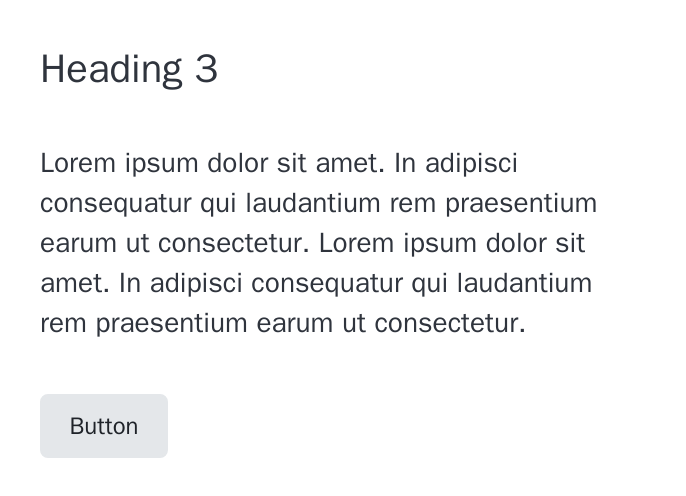 Heading 3
Lorem ipsum dolor sit amet. In adipisci
consequatur qui laudantium rem praesentium
earum ut consectetur. Lorem ipsum dolor sit
amet. In adipisci consequatur qui laudantium
rem praesentium earum ut consectetur.
Button